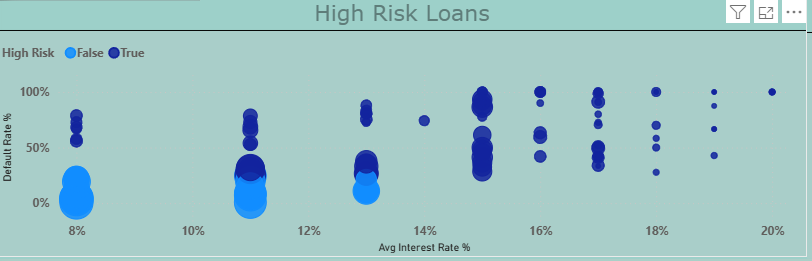 High Risk Loans
High Risk False True
Default Rate %
100%
50%
0%
8% 10% 12% 14% 16% 18% 20%
Avg Interest Rate %